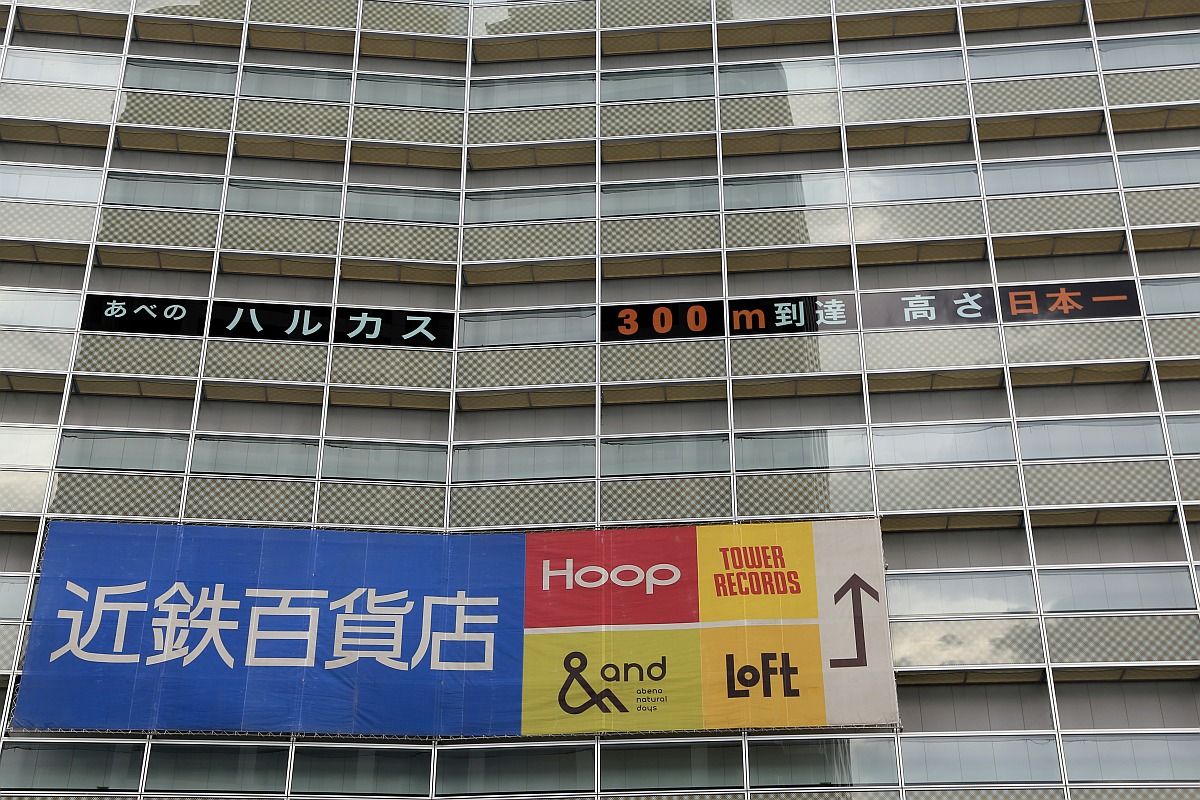 あべの ハルカス 300m到達 高さ日本一
近鉄百貨店
Hoop
TOWER
RECORDS
&and
abeno
natural
days
LOFT